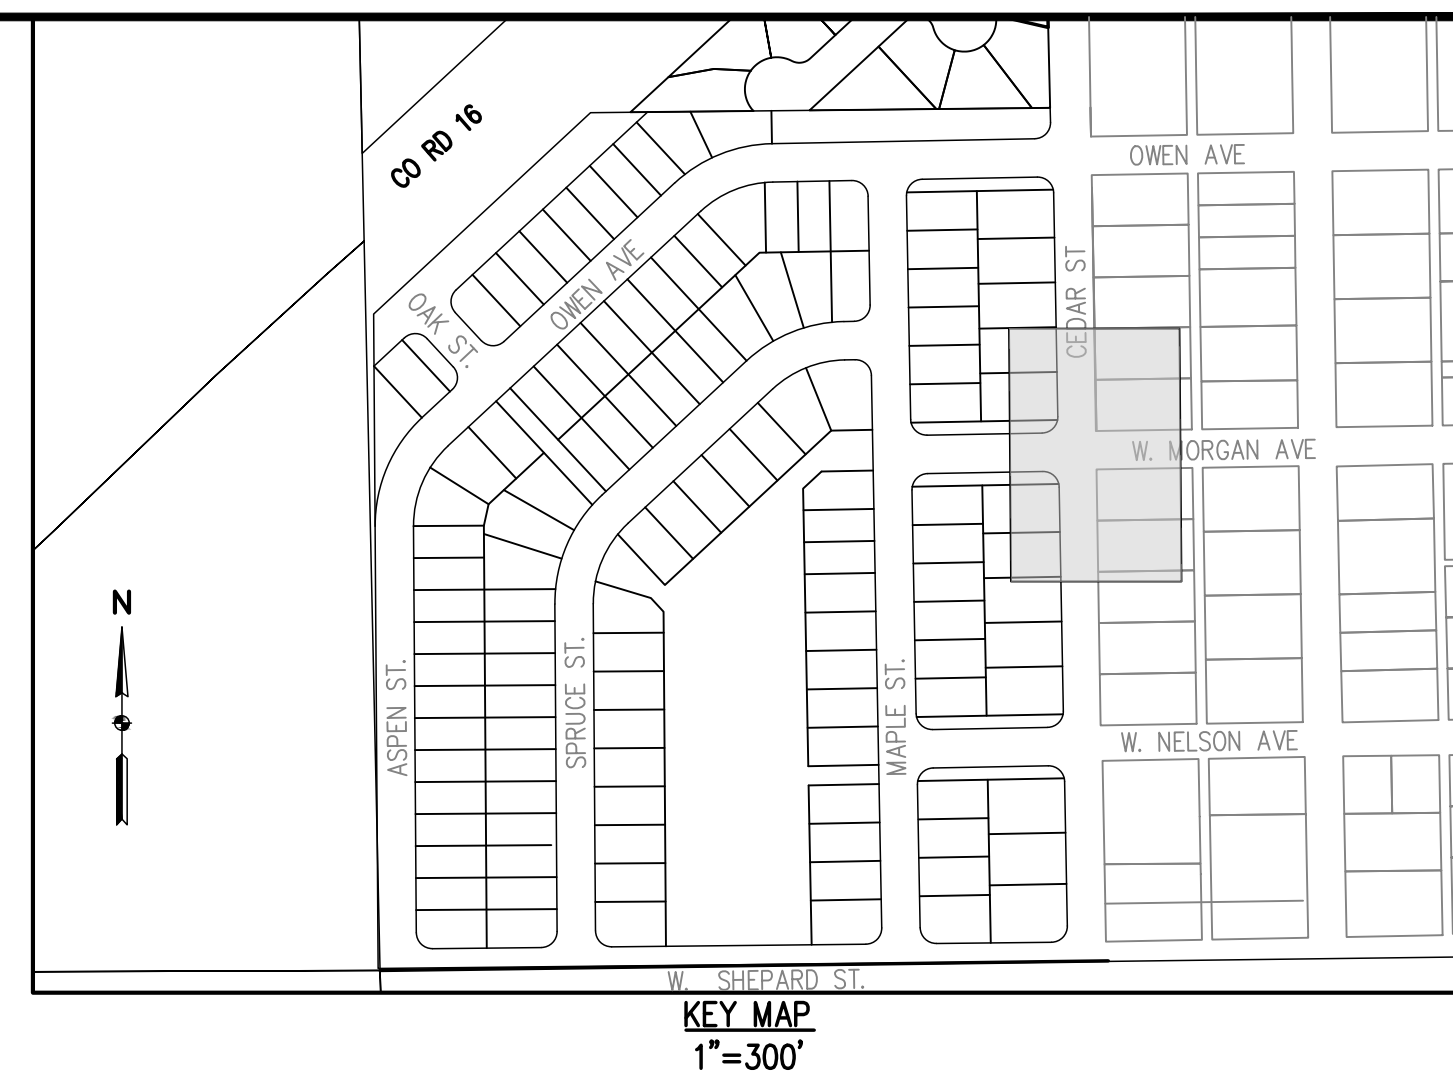 CO RD 16
OWEN AVE
OWEN AVE
OAK ST.
CEDAR ST
W. MORGAN AVE
N
ASPEN ST.
SPRUCE ST.
MAPLE ST.
W. NELSON AVE
W. SHEPARD ST.
KEY MAP
1"=300'